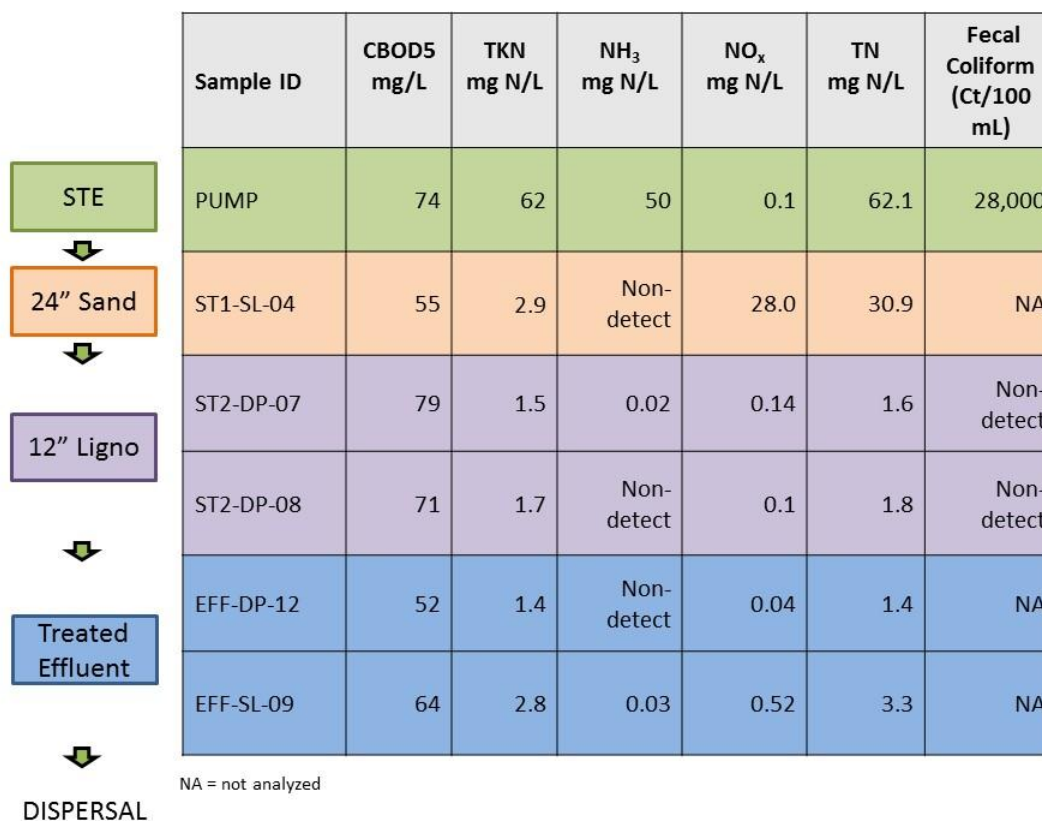 Sample ID
CBOD5
mg/L
TKN
mg N/L
NH₃
mg N/L
NOₓ
mg N/L
TN
mg N/L
Fecal
Coliform
(Ct/100
mL)
STE
PUMP 74 62 50 0.1 62.1 28,000
24” Sand
ST1-SL-04 55 2.9 Non-
detect 28.0 30.9 NA
12” Ligno
ST2-DP-07 79 1.5 0.02 0.14 1.6 Non-
detect
ST2-DP-08 71 1.7 Non-
detect 0.1 1.8 Non-
detect
Treated
Effluent
EFF-DP-12 52 1.4 Non-
detect 0.04 1.4 NA
EFF-SL-09 64 2.8 0.03 0.52 3.3 NA
NA = not analyzed
DISPERSAL